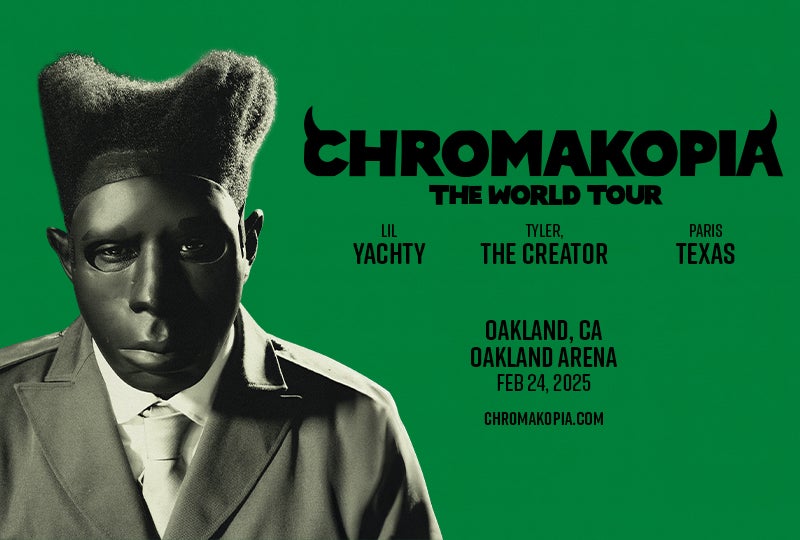 CHROMAKOPIA
THE WORLD TOUR
LIL
YACHTY
TYLER,
THE CREATOR
PARIS
TEXAS
OAKLAND, CA
OAKLAND ARENA
FEB 24, 2025
CHROMAKOPIA.COM